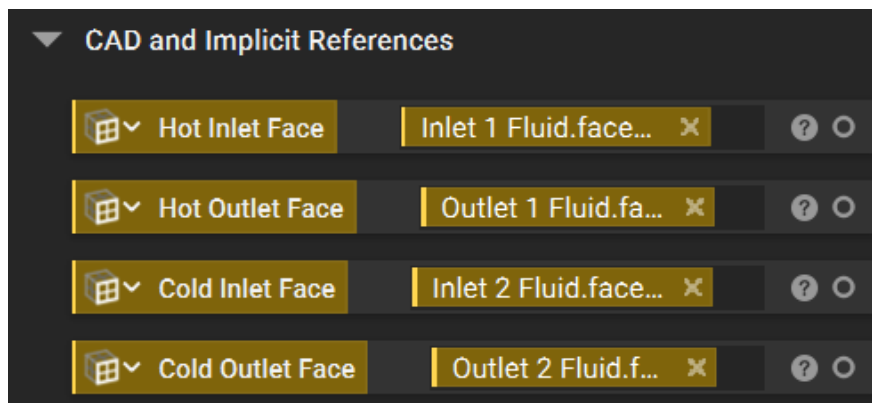 CAD and Implicit References
Hot Inlet Face Inlet 1 Fluid.face...
Hot Outlet Face Outlet 1 Fluid.fa...
Cold Inlet Face Inlet 2 Fluid.face...
Cold Outlet Face Outlet 2 Fluid.f...